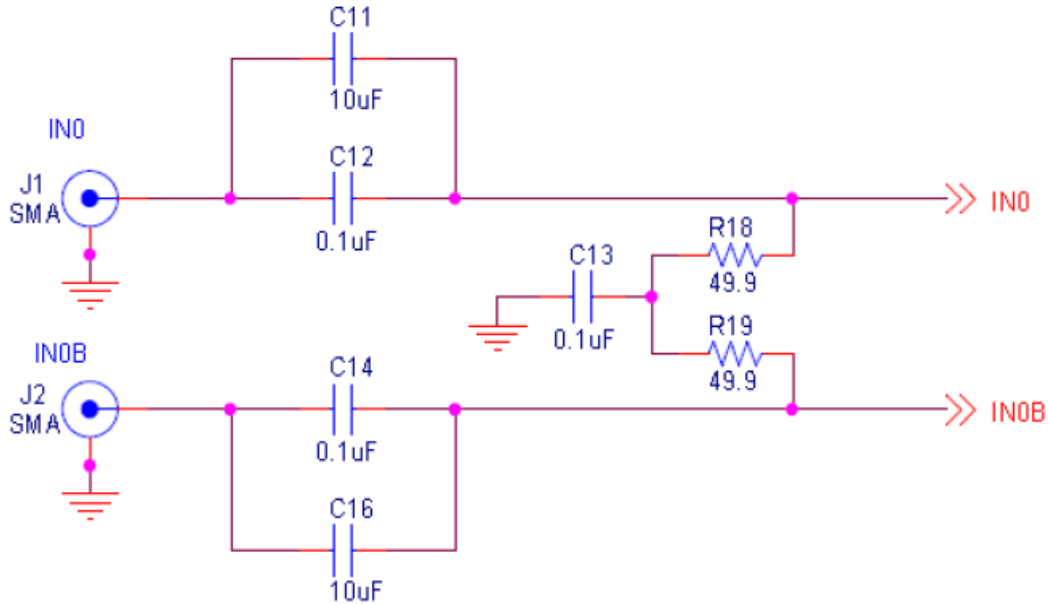 C11
10uF
IN0
J1
SMA
C12
0.1uF
IN0
R18
49.9
C13
0.1uF
R19
49.9
IN0B
J2
SMA
C14
0.1uF
IN0B
C16
10uF